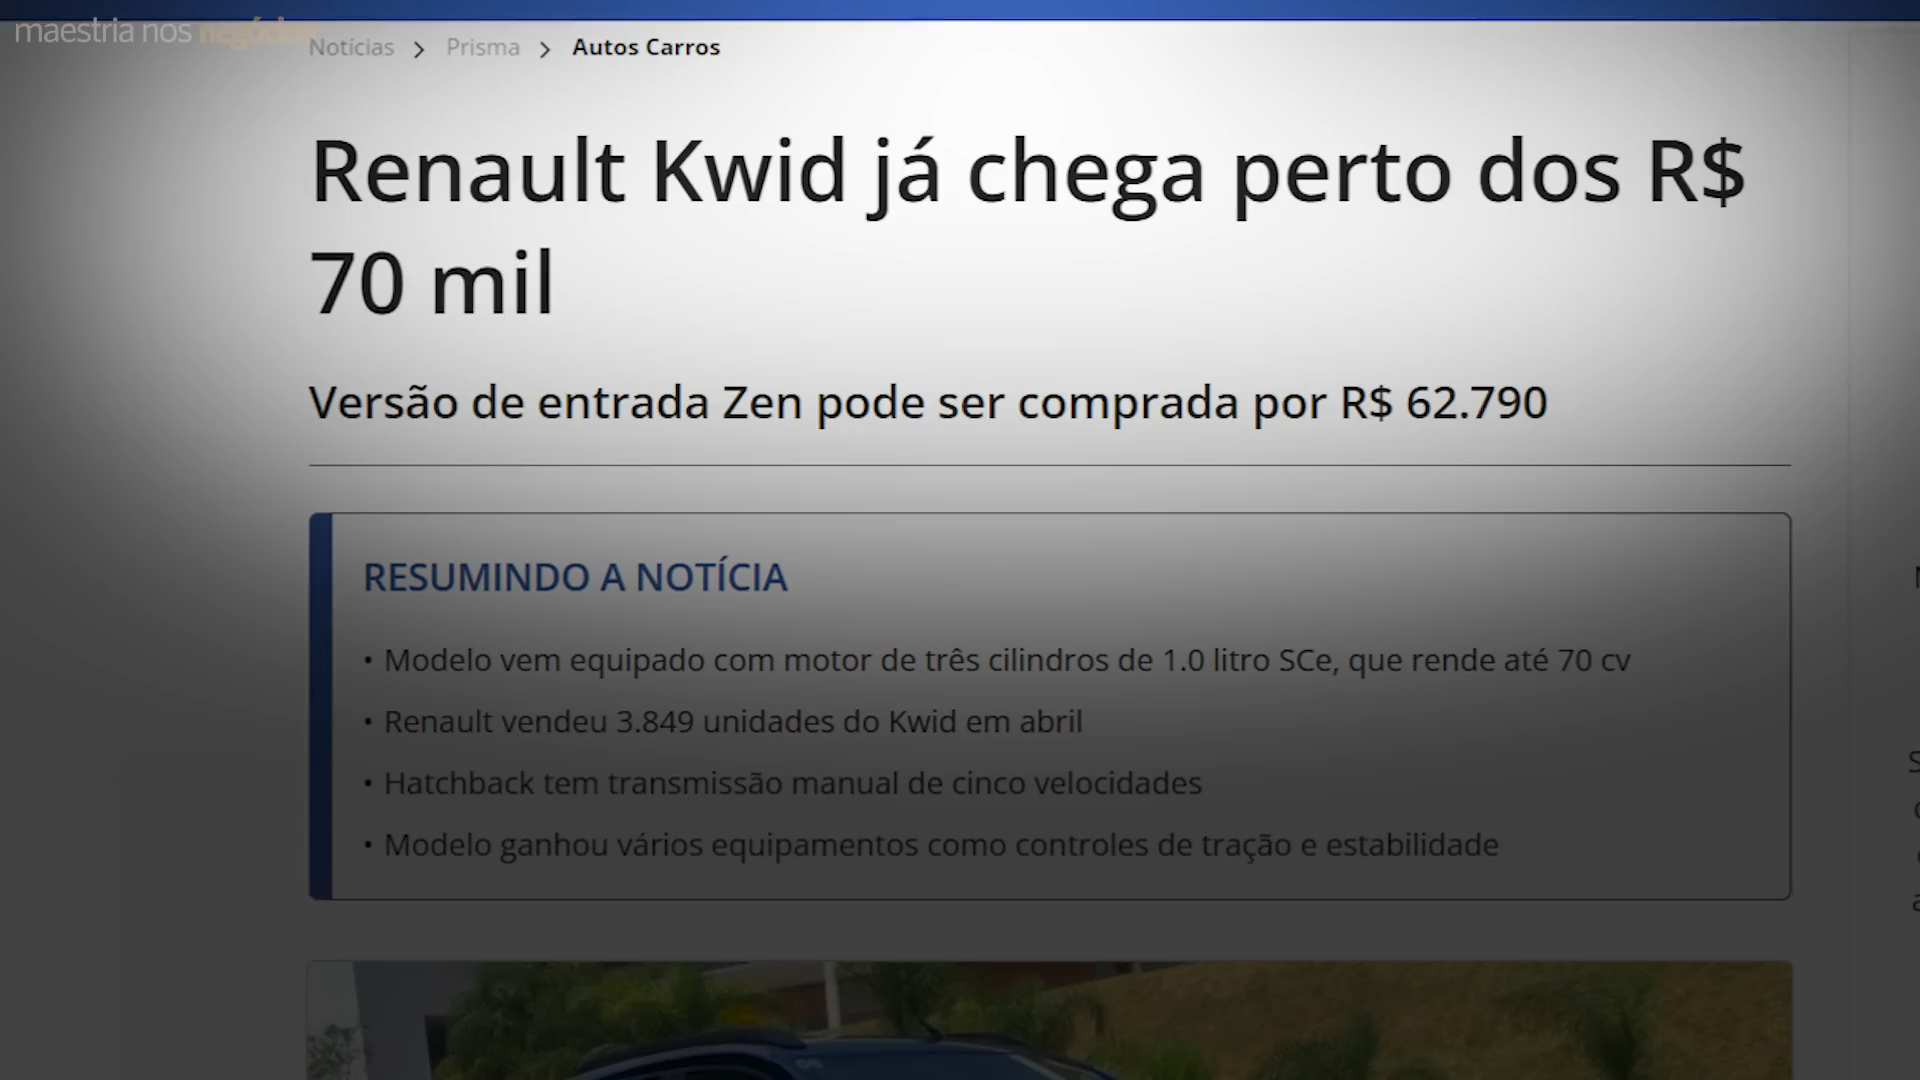 maestria nos negócios
Notícias > Prisma > Autos Carros
Renault Kwid já chega perto dos R$
70 mil
Versão de entrada Zen pode ser comprada por R$ 62.790
RESUMINDO A NOTÍCIA
• Modelo vem equipado com motor de três cilindros de 1.0 litro SCe, que rende até 70 cv
• Renault vendeu 3.849 unidades do Kwid em abril
• Hatchback tem transmissão manual de cinco velocidades
• Modelo ganhou vários equipamentos como controles de tração e estabilidade